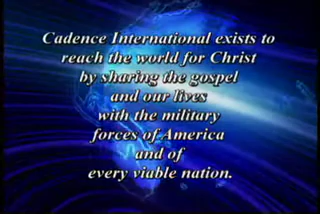 Cadence International exists to
reach the world for Christ
by sharing the gospel
and our lives
with the military
forces of America
and of
every viable nation.